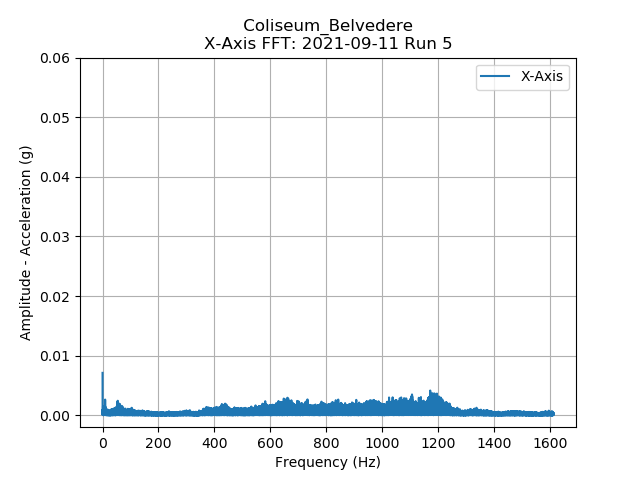 Coliseum_Belvedere
X-Axis FFT: 2021-09-11 Run 5
X-Axis
0.06
0.05
0.04
0.03
0.02
0.01
0.00
Amplitude - Acceleration (g)
0 200 400 600 800 1000 1200 1400 1600
Frequency (Hz)